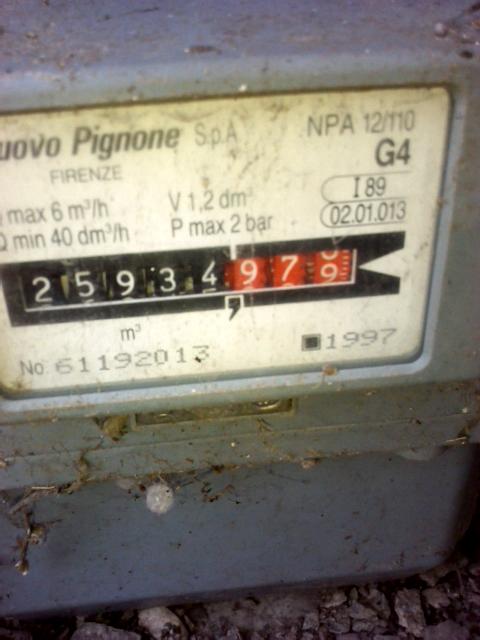 uovo Pignone S.p.A
NPA 12/110
FIRENZE
G4
max 6 m³/h
V 1,2 dm³
I 89
Q min 40 dm³/h
P max 2 bar
02.01.013
2 5 9 3 4 9 7 9
,
m³
No. 61192013
1997